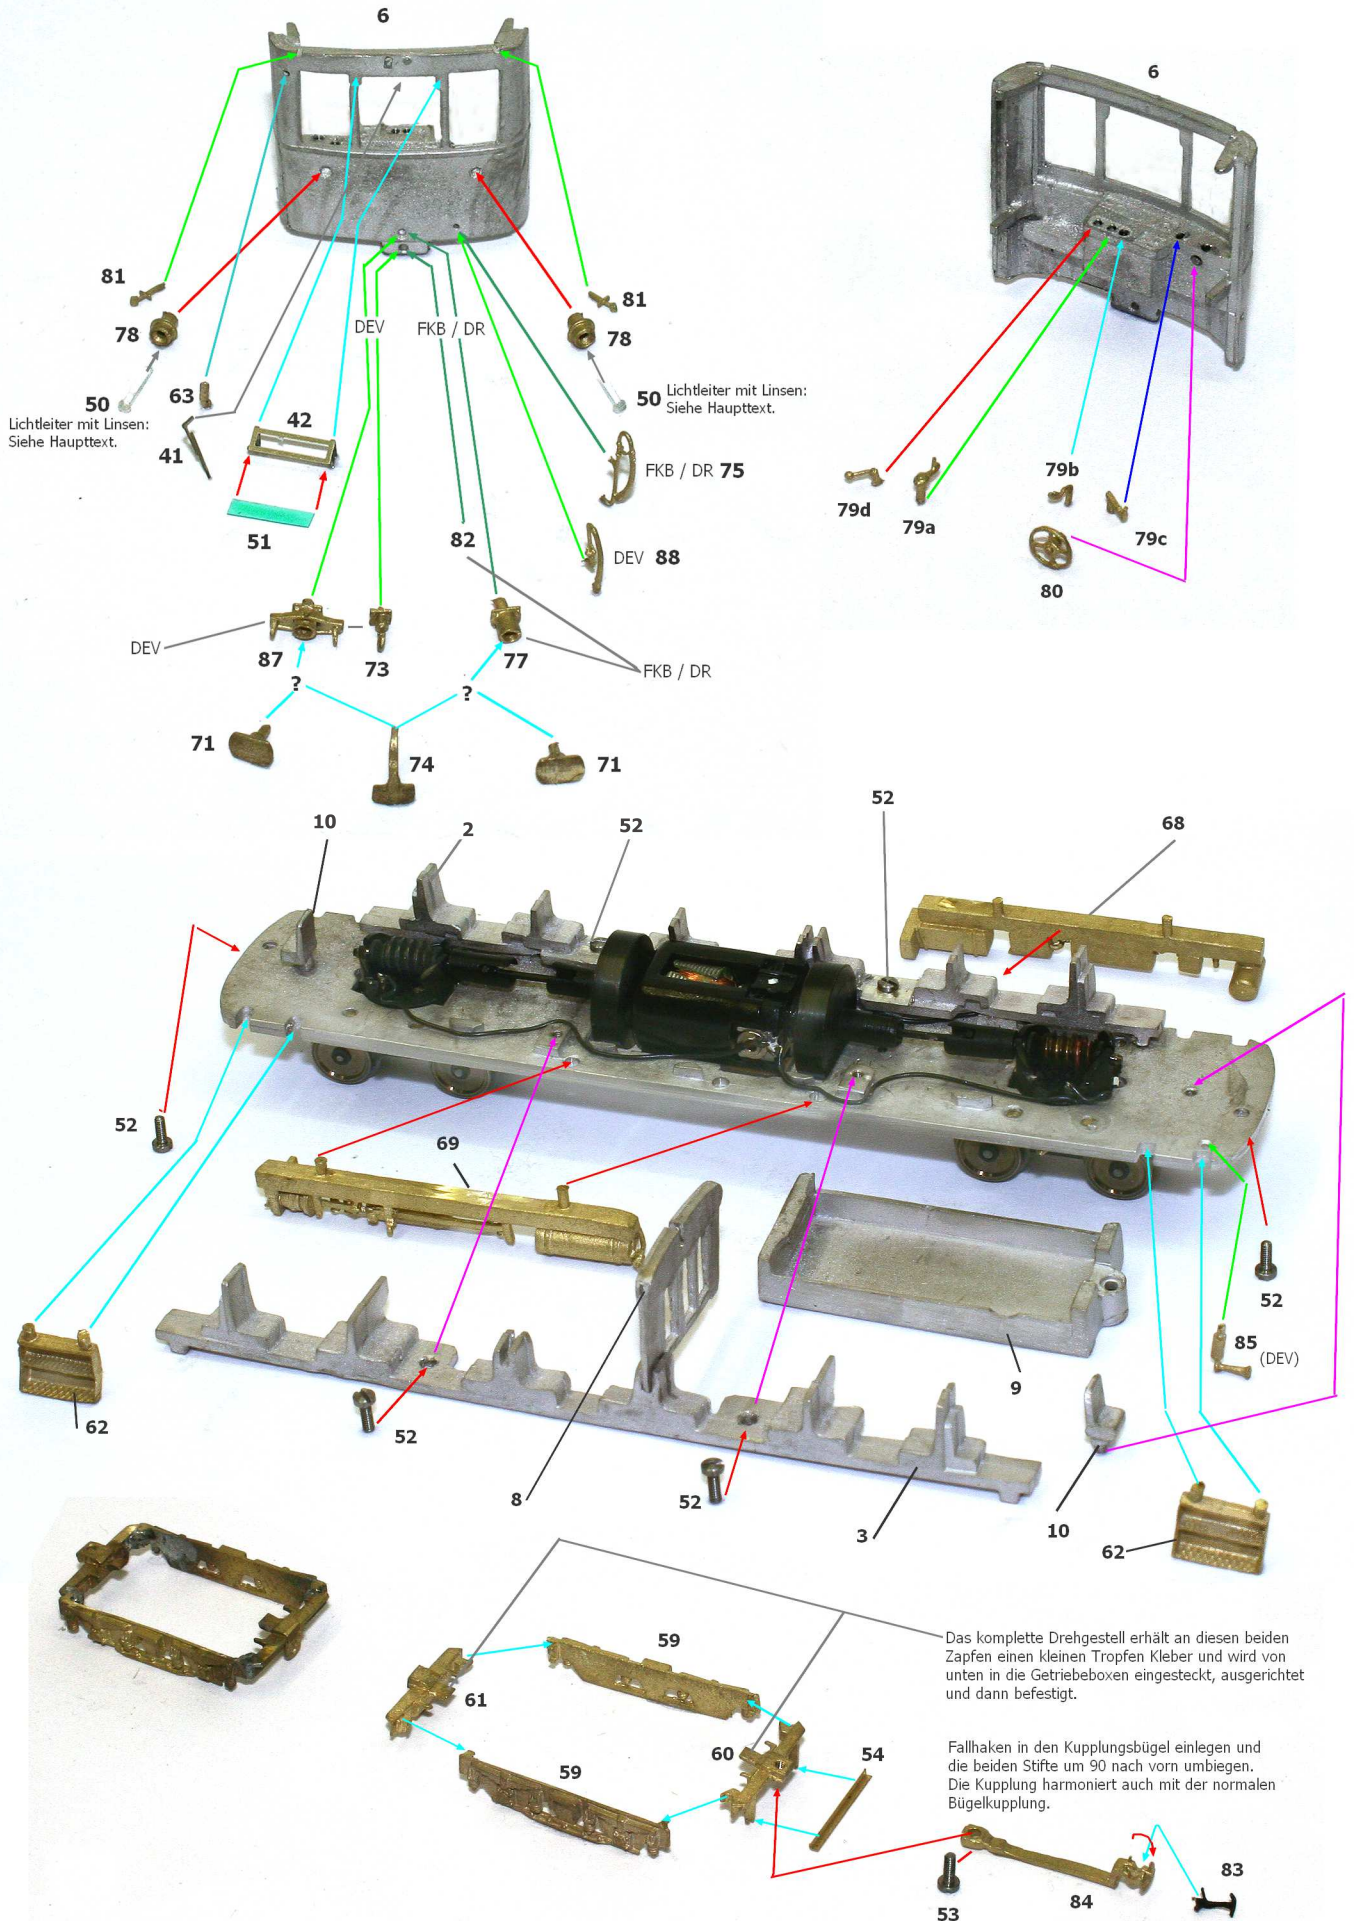 6
6
81
78
50
Lichtleiter mit Linsen:
Siehe Haupttext.
63
41
42
51
DEV
FKB / DR
81
78
50
Lichtleiter mit Linsen:
Siehe Haupttext.
FKB / DR 75
DEV 88
82
79d
79a
79b
79c
80
DEV
87
73
77
FKB / DR
?
?
71
74
71
10
2
52
52
68
52
69
52
85
(DEV)
9
62
52
52
8
3
10
62
59
61
60
54
59
Das komplette Drehgestell erhält an diesen beiden
Zapfen einen kleinen Tropfen Kleber und wird von
unten in die Getriebeboxen eingesteckt, ausgerichtet
und dann befestigt.
Fallhaken in den Kupplungsbügel einlegen und
die beiden Stifte um 90 nach vorn umbiegen.
Die Kupplung harmoniert auch mit der normalen
Bügelkupplung.
83
84
53